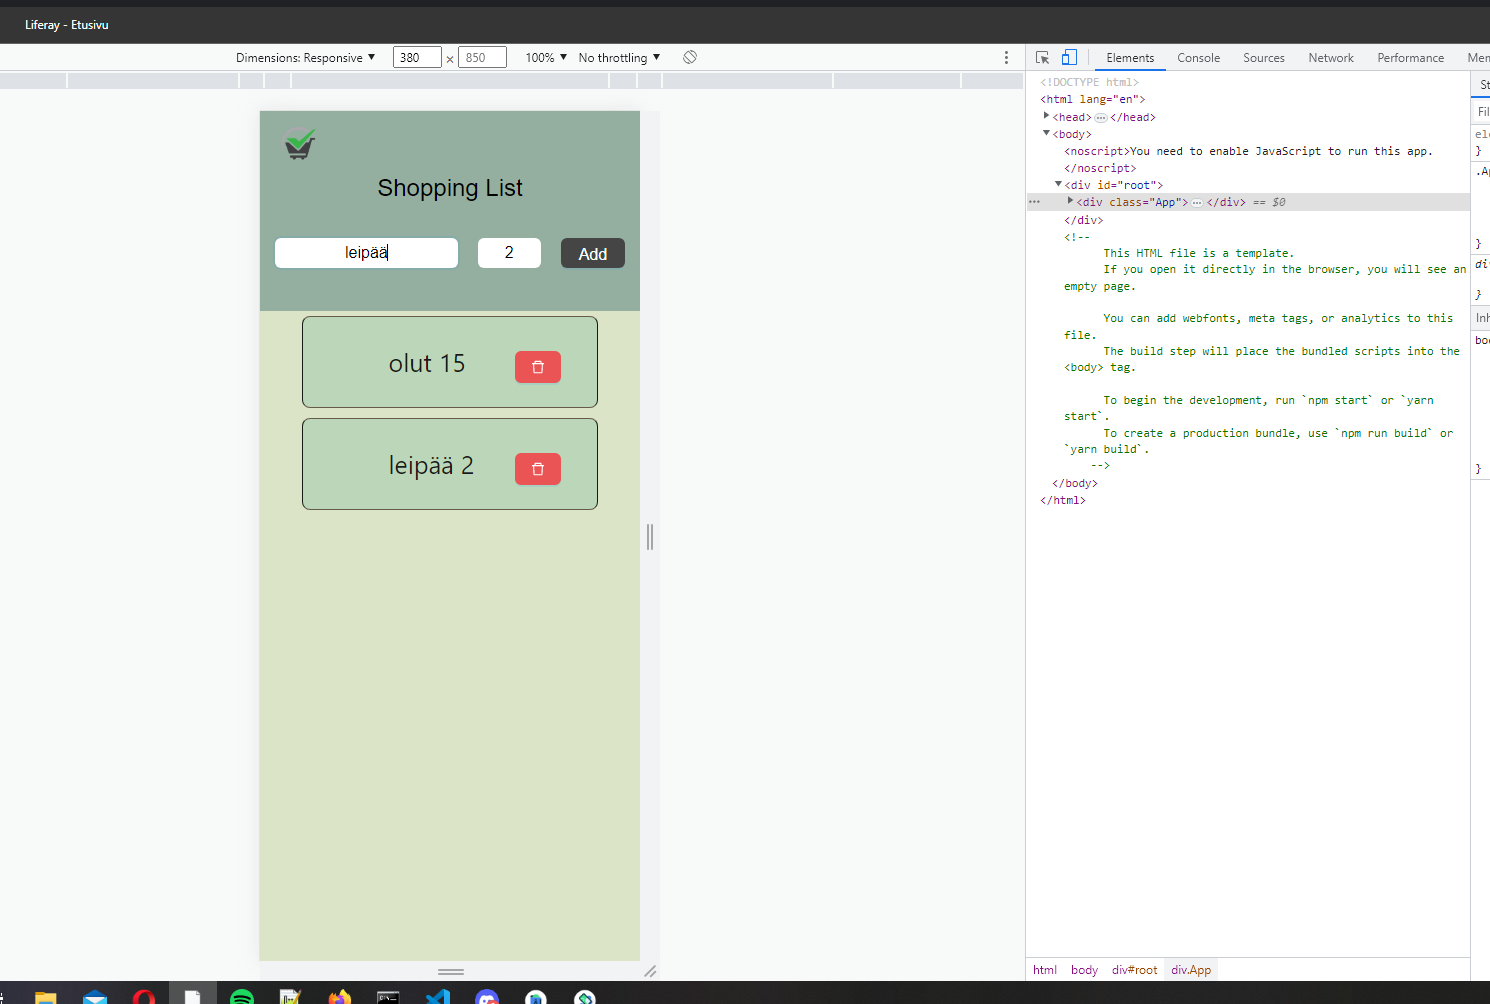 Liferay - Etusivu
Dimensions: Responsive ▼ 380 × 850 100% ▼ No throttling ▼
Elements Console Sources Network Performance Mem
Shopping List
leipää 2 Add
olut 15
leipää 2
<!DOCTYPE html>
<html lang="en">
▶<head>…</head>
▼<body>
<noscript>You need to enable JavaScript to run this app.
</noscript>
▼<div id="root">
… ▶<div class="App">…</div> == $0
</div>
<!--
This HTML file is a template.
If you open it directly in the browser, you will see an
empty page.
You can add webfonts, meta tags, or analytics to this
file.
The build step will place the bundled scripts into the
<body> tag.
To begin the development, run `npm start` or `yarn
start`.
To create a production bundle, use `npm run build` or
`yarn build`.
-->
</body>
</html>
St
Fil
ele
}
.Ap
}
di
}
Inh
bo
}
html body div#root div.App